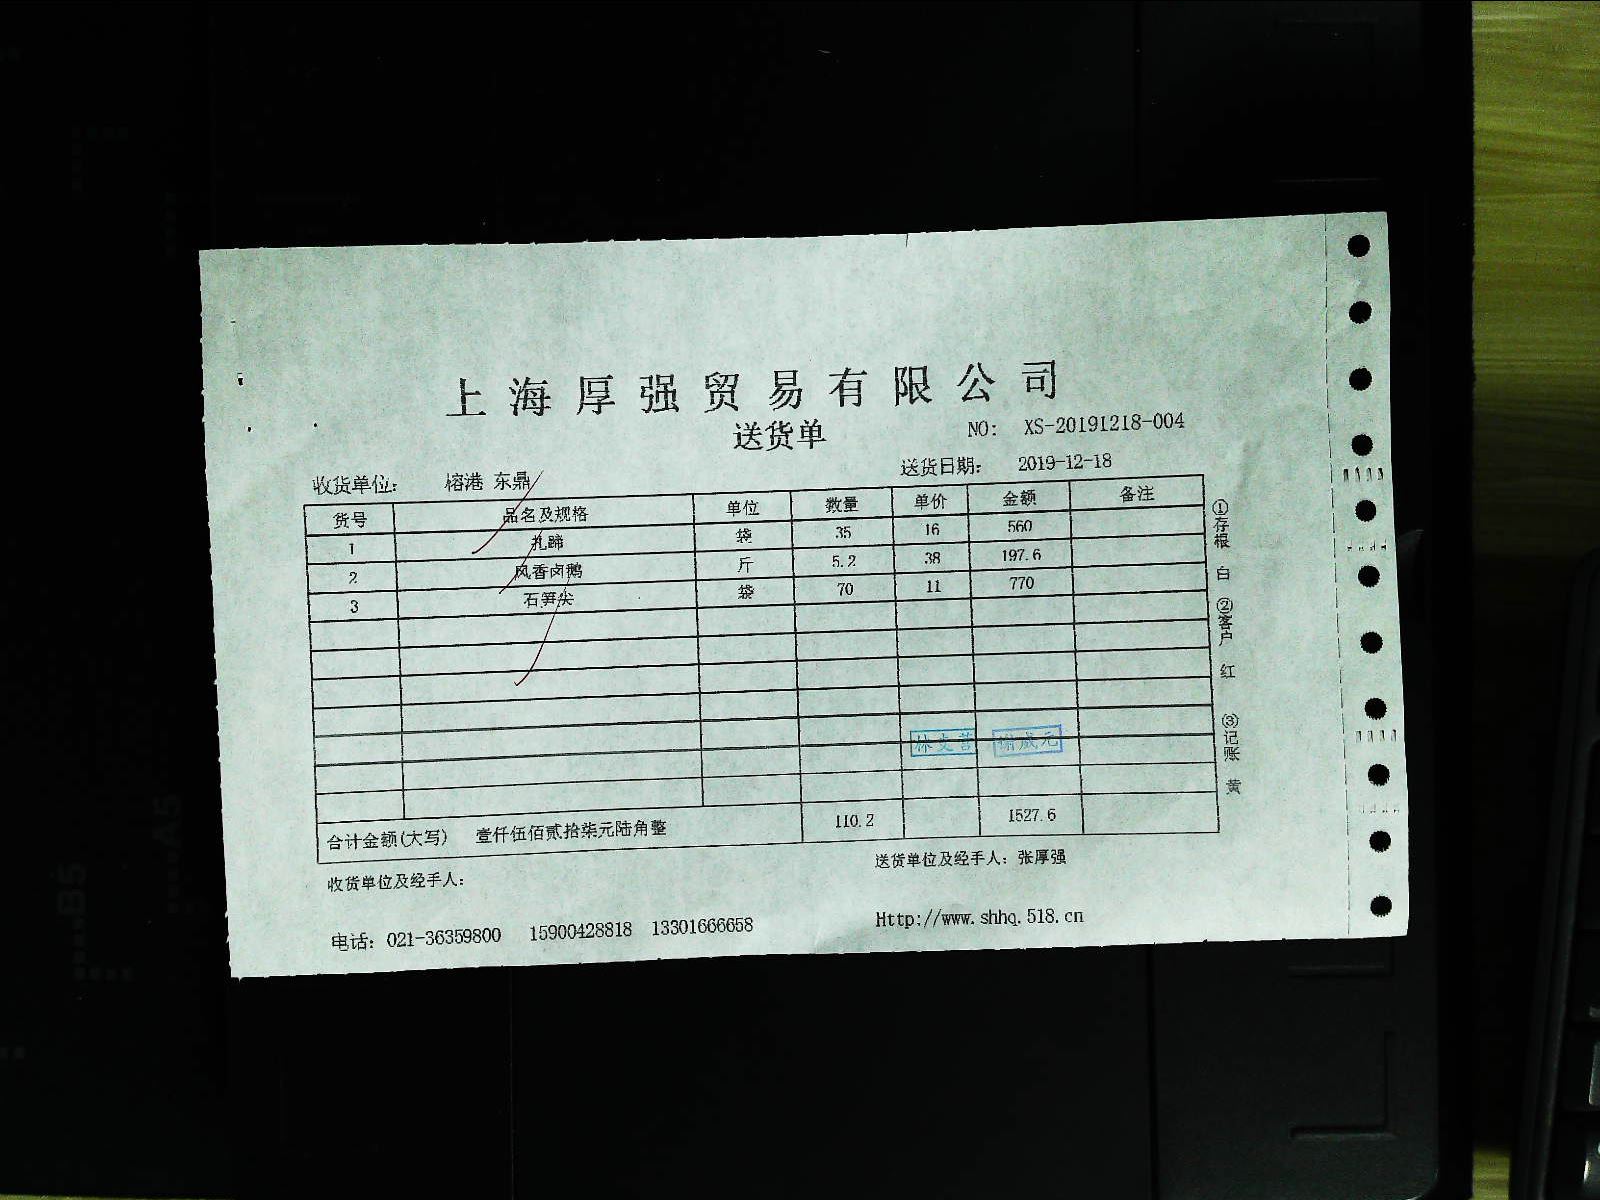 上海厚强贸易有限公司
送货单
NO: XS-20191218-004
收货单位: 榕港 东鼎
送货日期: 2019-12-18
货号 品名及规格 单位 数量 单价 金额 备注
1 扎蹄 袋 35 16 560
2 风香卤鹅 斤 5.2 38 197.6
3 石笋尖 袋 70 11 770
合计金额(大写) 壹仟伍佰贰拾柒元陆角整 110.2 1527.6
收货单位及经手人:
送货单位及经手人: 张厚强
电话: 021-36359800 15900428818 13301666658
Http://www.shhq.518.cn
①存根 白 ②客户 红 ③记账 黄